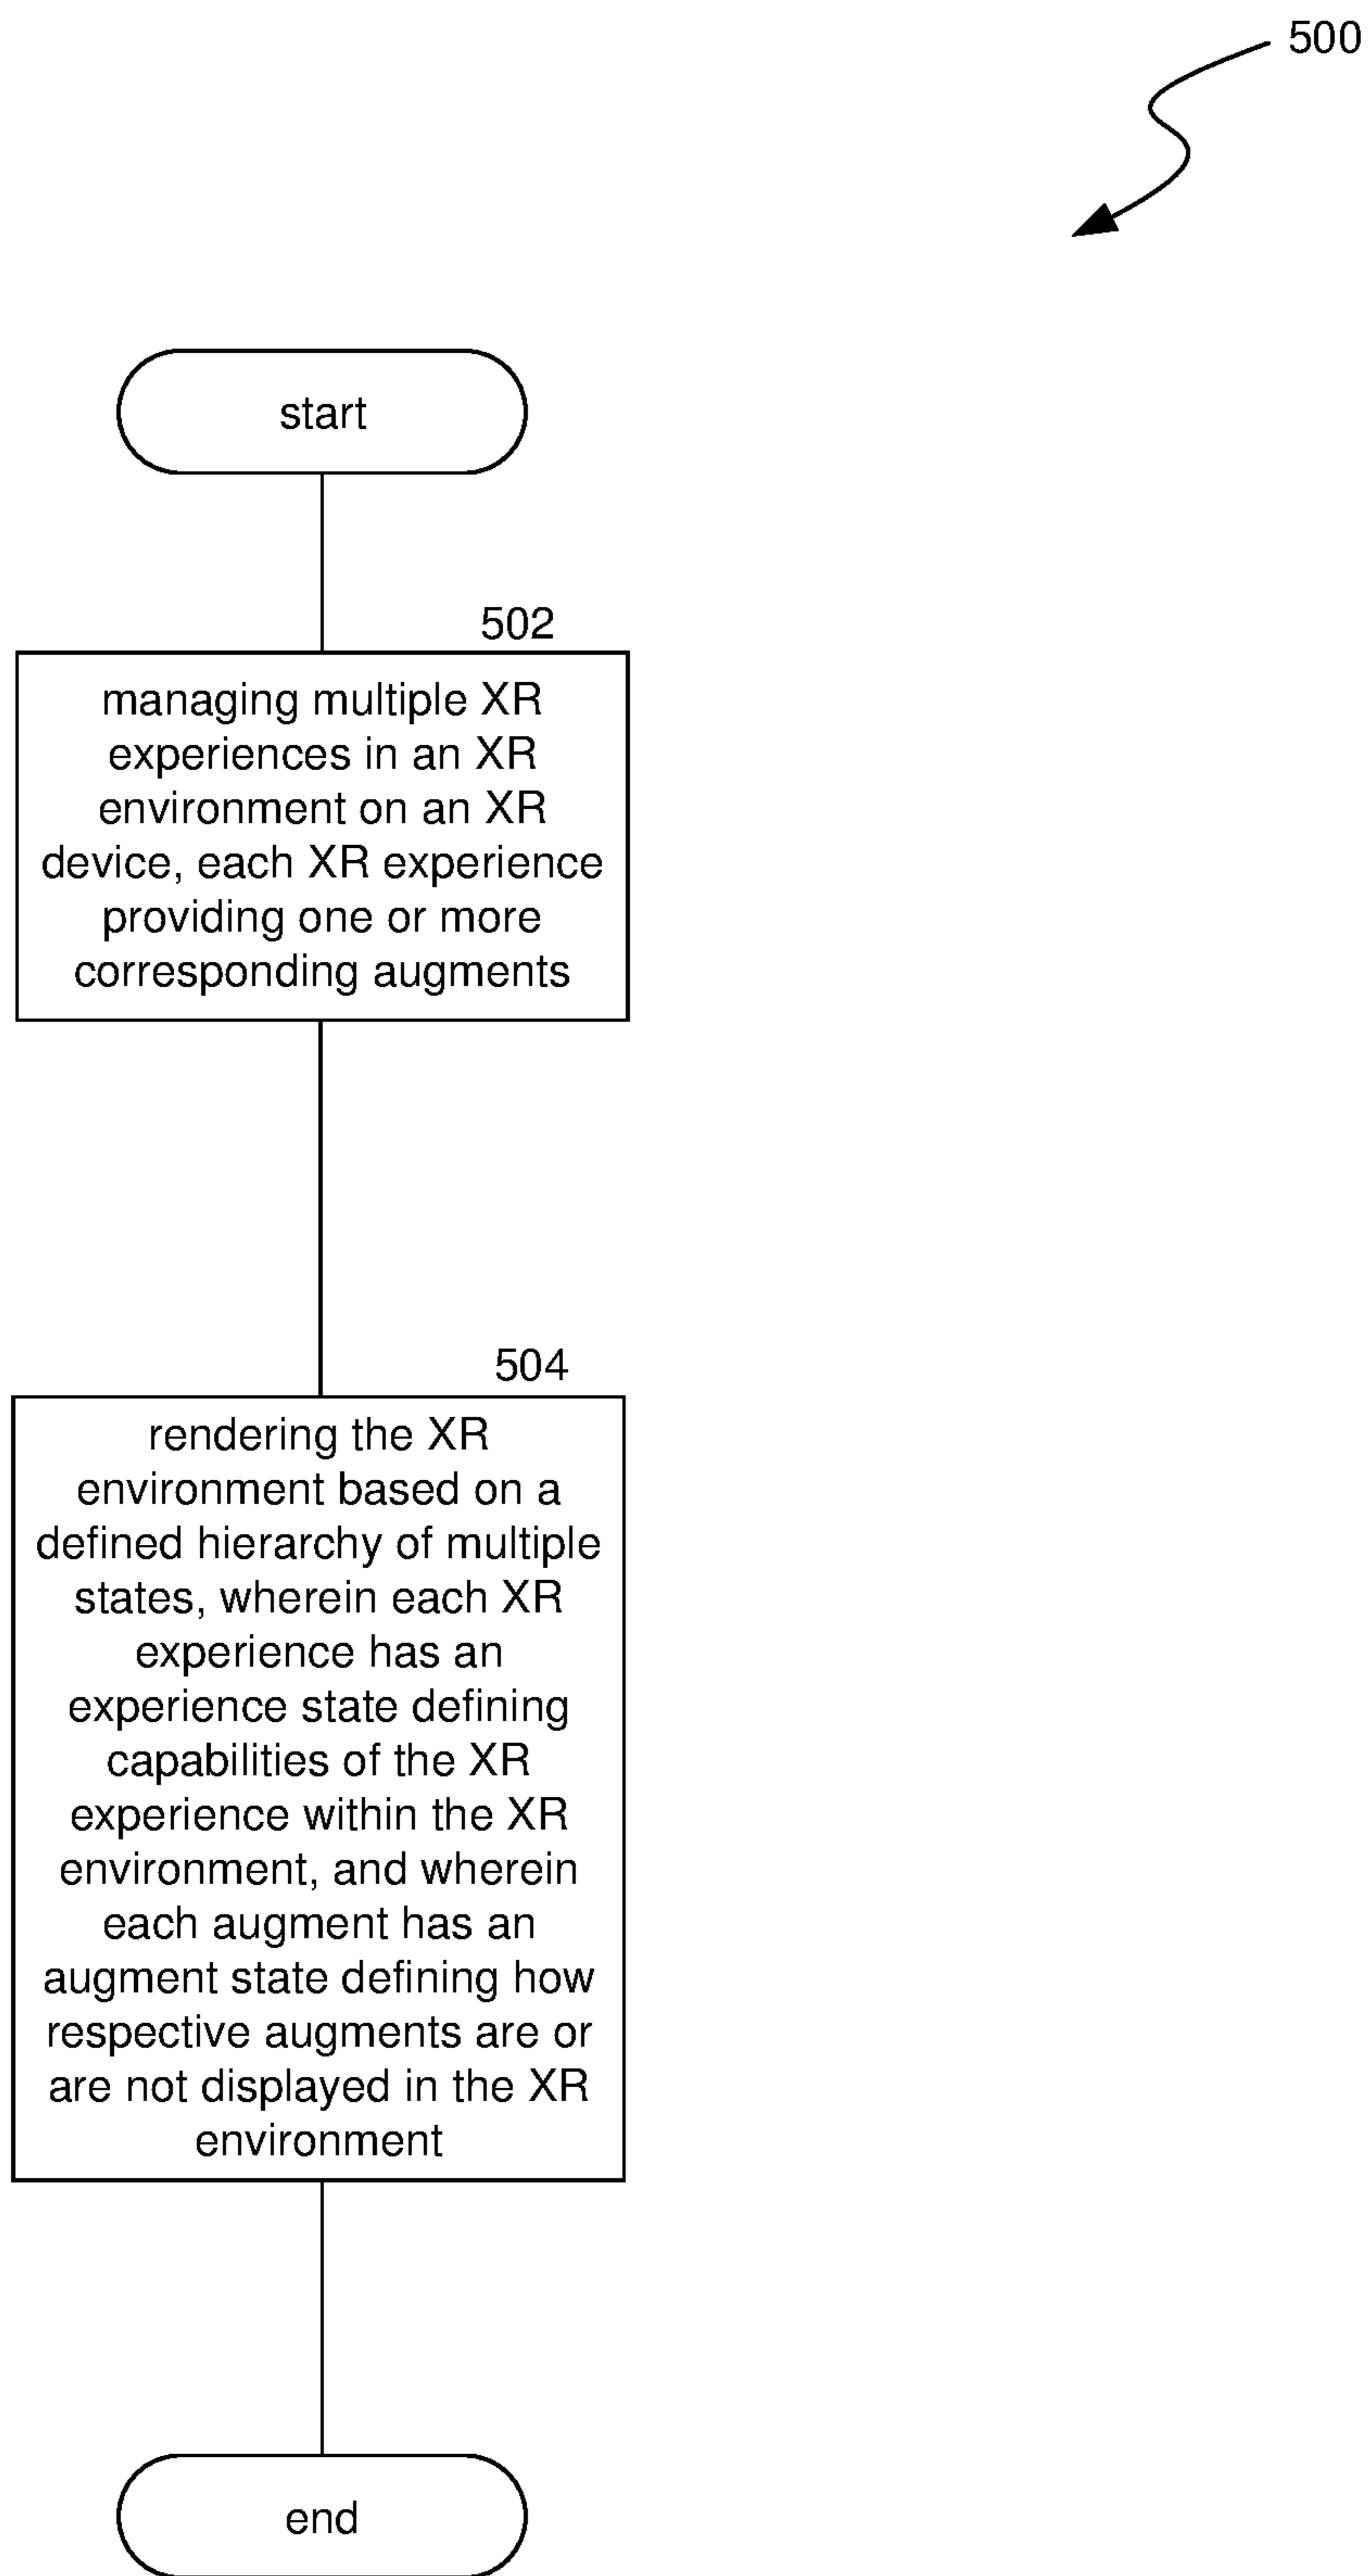 500
start
502
managing multiple XR
experiences in an XR
environment on an XR
device, each XR experience
providing one or more
corresponding augments
504
rendering the XR
environment based on a
defined hierarchy of multiple
states, wherein each XR
experience has an
experience state defining
capabilities of the XR
experience within the XR
environment, and wherein
each augment has an
augment state defining how
respective augments are or
are not displayed in the XR
environment
end